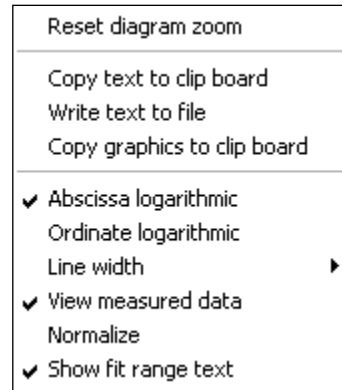 Reset diagram zoom
Copy text to clip board
Write text to file
Copy graphics to clip board
Abscissa logarithmic
Ordinate logarithmic
Line width
View measured data
Normalize
Show fit range text